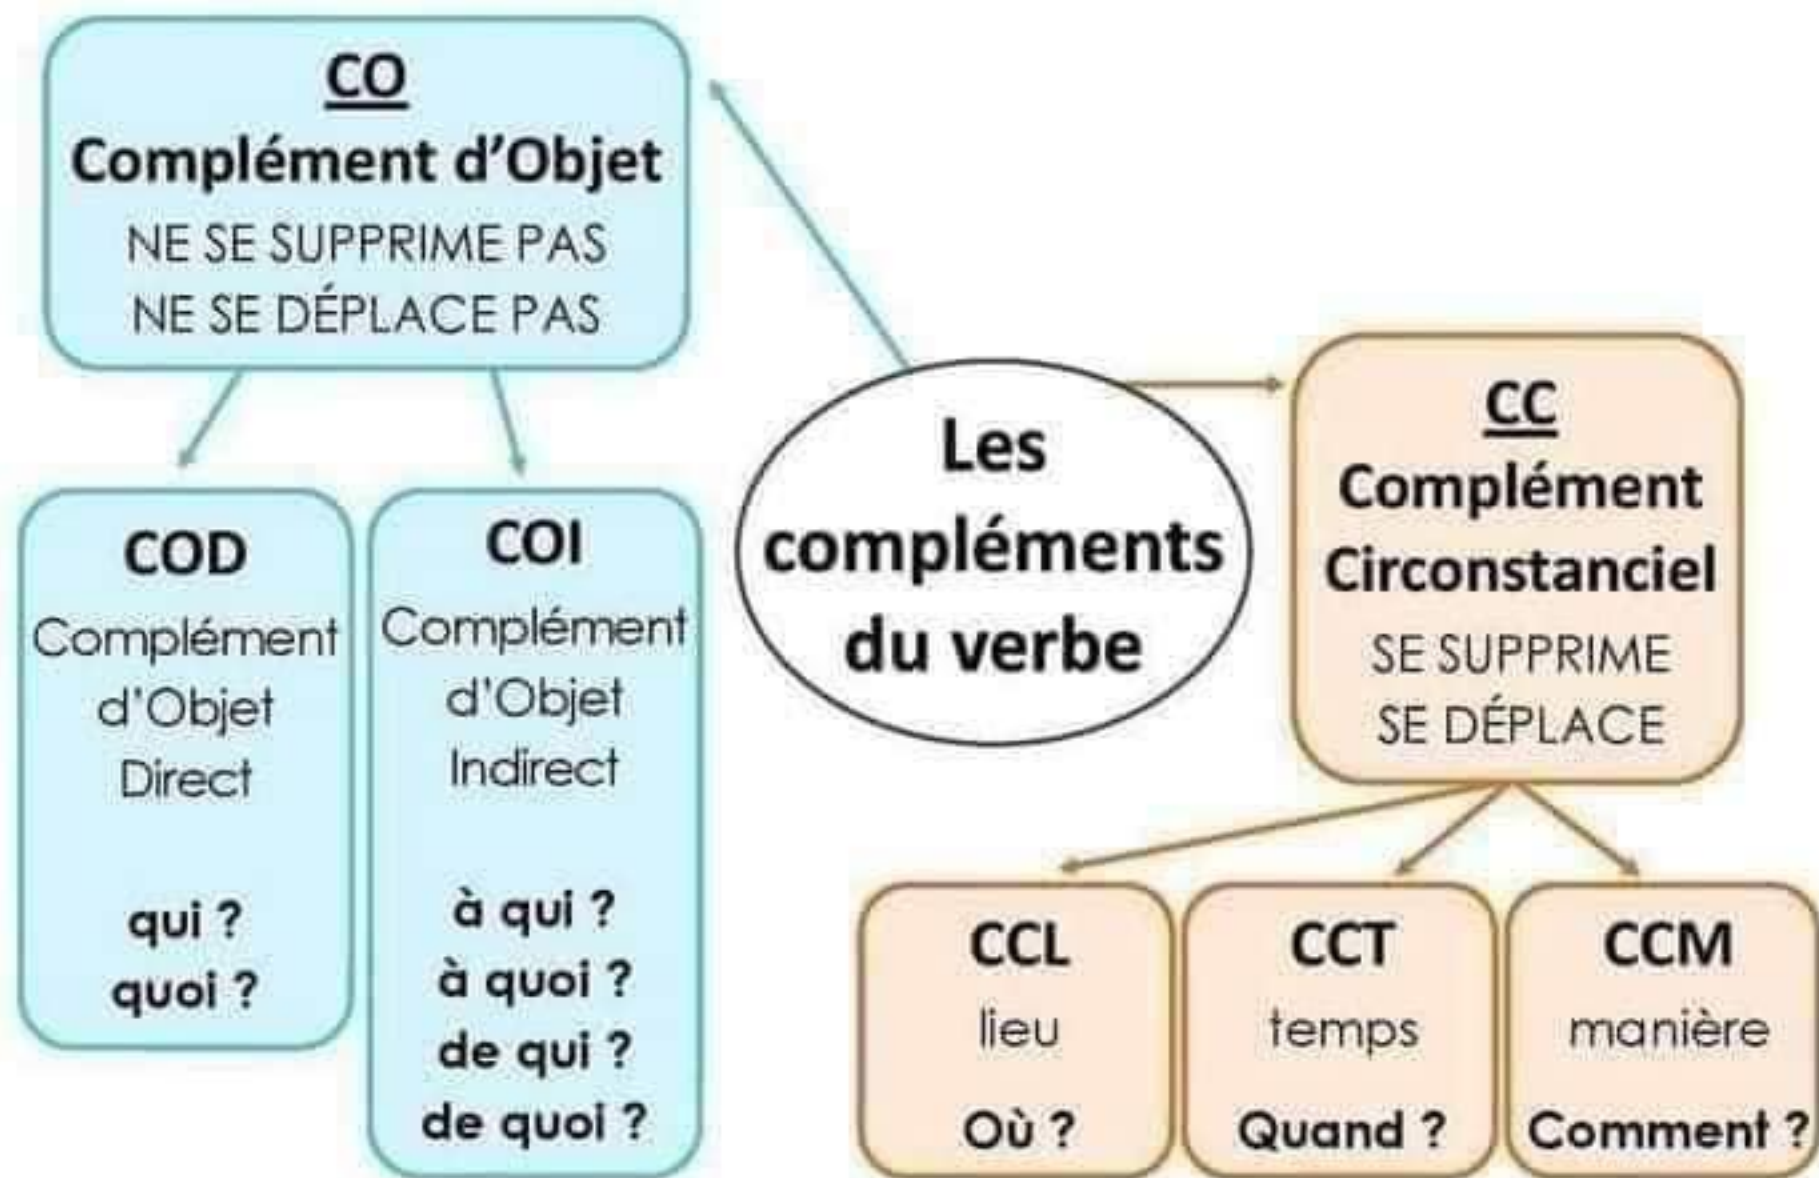 CO
Complément d'Objet
NE SE SUPPRIME PAS
NE SE DÉPLACE PAS
COD
Complément
d'Objet
Direct
qui ?
quoi ?
COI
Complément
d'Objet
Indirect
à qui ?
à quoi ?
de qui ?
de quoi ?
Les
compléments
du verbe
CC
Complément
Circonstanciel
SE SUPPRIME
SE DÉPLACE
CCL
lieu
Où ?
CCT
temps
Quand ?
CCM
manière
Comment ?